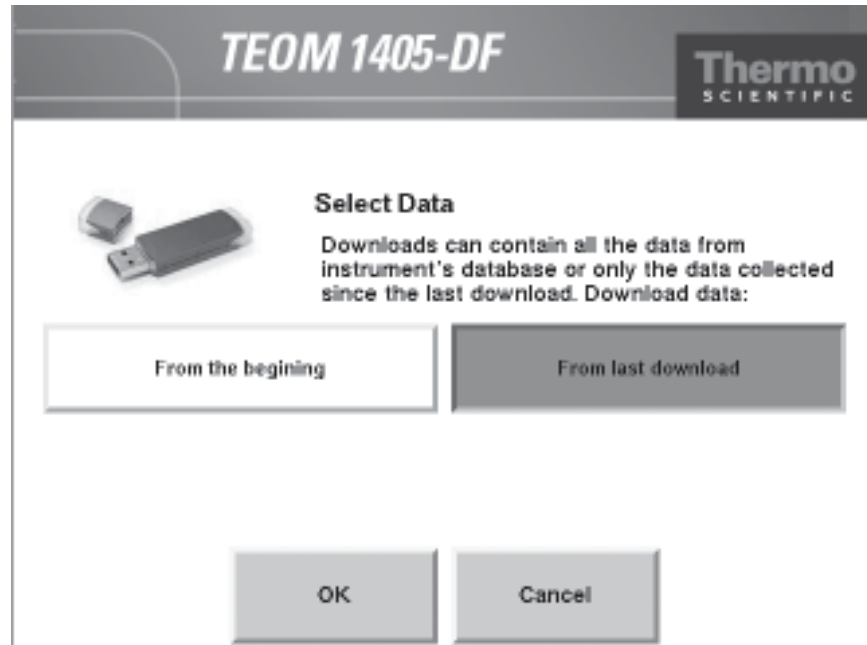 TEOM 1405-DF
Thermo
SCIENTIFIC
Select Data
Downloads can contain all the data from
instrument's database or only the data collected
since the last download. Download data:
From the begining
From last download
OK
Cancel